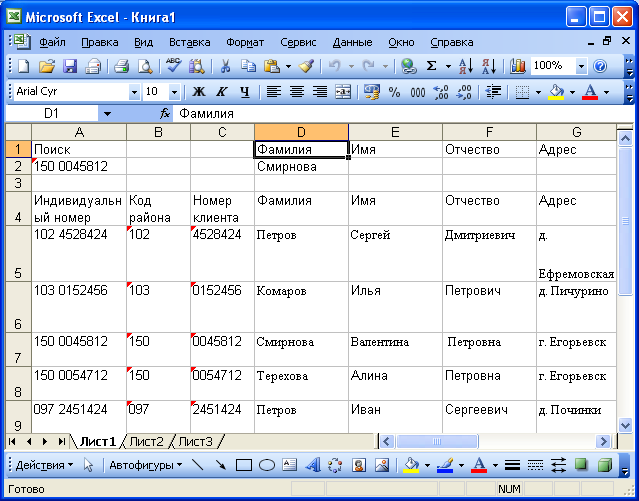 Microsoft Excel - Книга1
Файл Правка Вид Вставка Формат Сервис Данные Окно Справка
Σ 100%
Arial Cyr 10 Ж К Ч % 000
D1 fx Фамилия
A B C D E F G
1 Поиск Фамилия Имя Отчество Адрес
2 150 0045812 Смирнова
3
Индивидуальн Код Номер
4 ый номер района клиента Фамилия Имя Отчество Адрес
102 4528424 102 4528424 Петров Сергей Дмитриевич д.
5 Ефремовская
103 0152456 103 0152456 Комаров Илья Петрович д. Пичурино
6
150 0045812 150 0045812 Смирнова Валентина Петровна г. Егорьевск
7
150 0054712 150 0054712 Терехова Алина Петровна г. Егорьевск
8
097 2451424 097 2451424 Петров Иван Сергеевич д. Починки
9
Лист1 Лист2 Лист3
Действия Автофигуры
Готово NUM